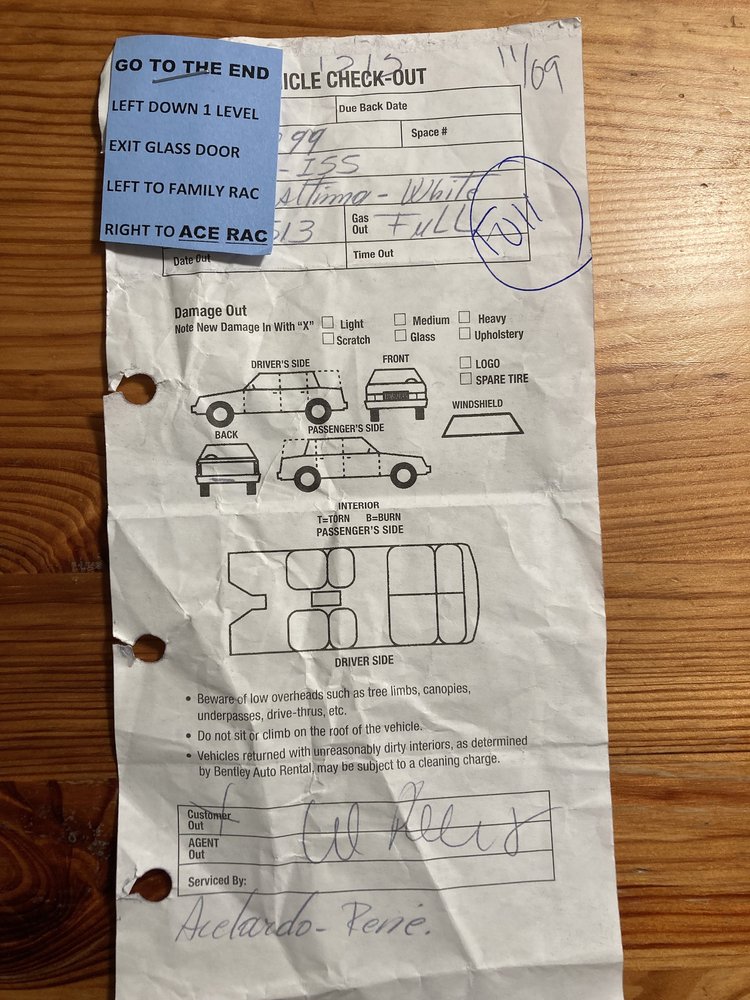 GO TO THE END
LEFT DOWN 1 LEVEL
EXIT GLASS DOOR
LEFT TO FAMILY RAC
RIGHT TO ACE RAC
1313
11/09
ICLE CHECK-OUT
Due Back Date
99
Space #
-ISS
Altima - White
513
Gas
Out
FuLL
Full
Date Out
Time Out
Damage Out
Note New Damage In With “X”
Light
Medium
Heavy
Scratch
Glass
Upholstery
LOGO
SPARE TIRE
DRIVER'S SIDE
FRONT
WINDSHIELD
BACK
PASSENGER'S SIDE
INTERIOR
T=TORN B=BURN
PASSENGER'S SIDE
DRIVER SIDE
• Beware of low overheads such as tree limbs, canopies,
underpasses, drive-thrus, etc.
• Do not sit or climb on the roof of the vehicle.
• Vehicles returned with unreasonably dirty interiors, as determined
by Bentley Auto Rental, may be subject to a cleaning charge.
Customer
Out
AGENT
Out
Serviced By:
Acelardo - René.